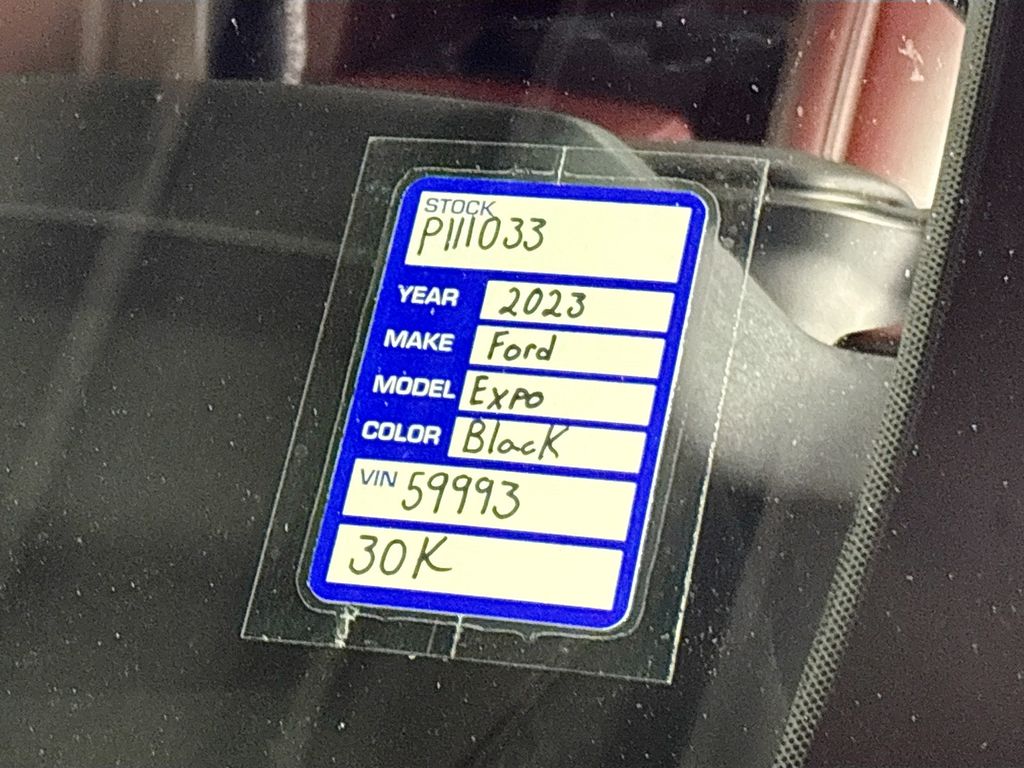 STOCK
P111033
YEAR 2023
MAKE Ford
MODEL Expo
COLOR Black
VIN 59993
30K